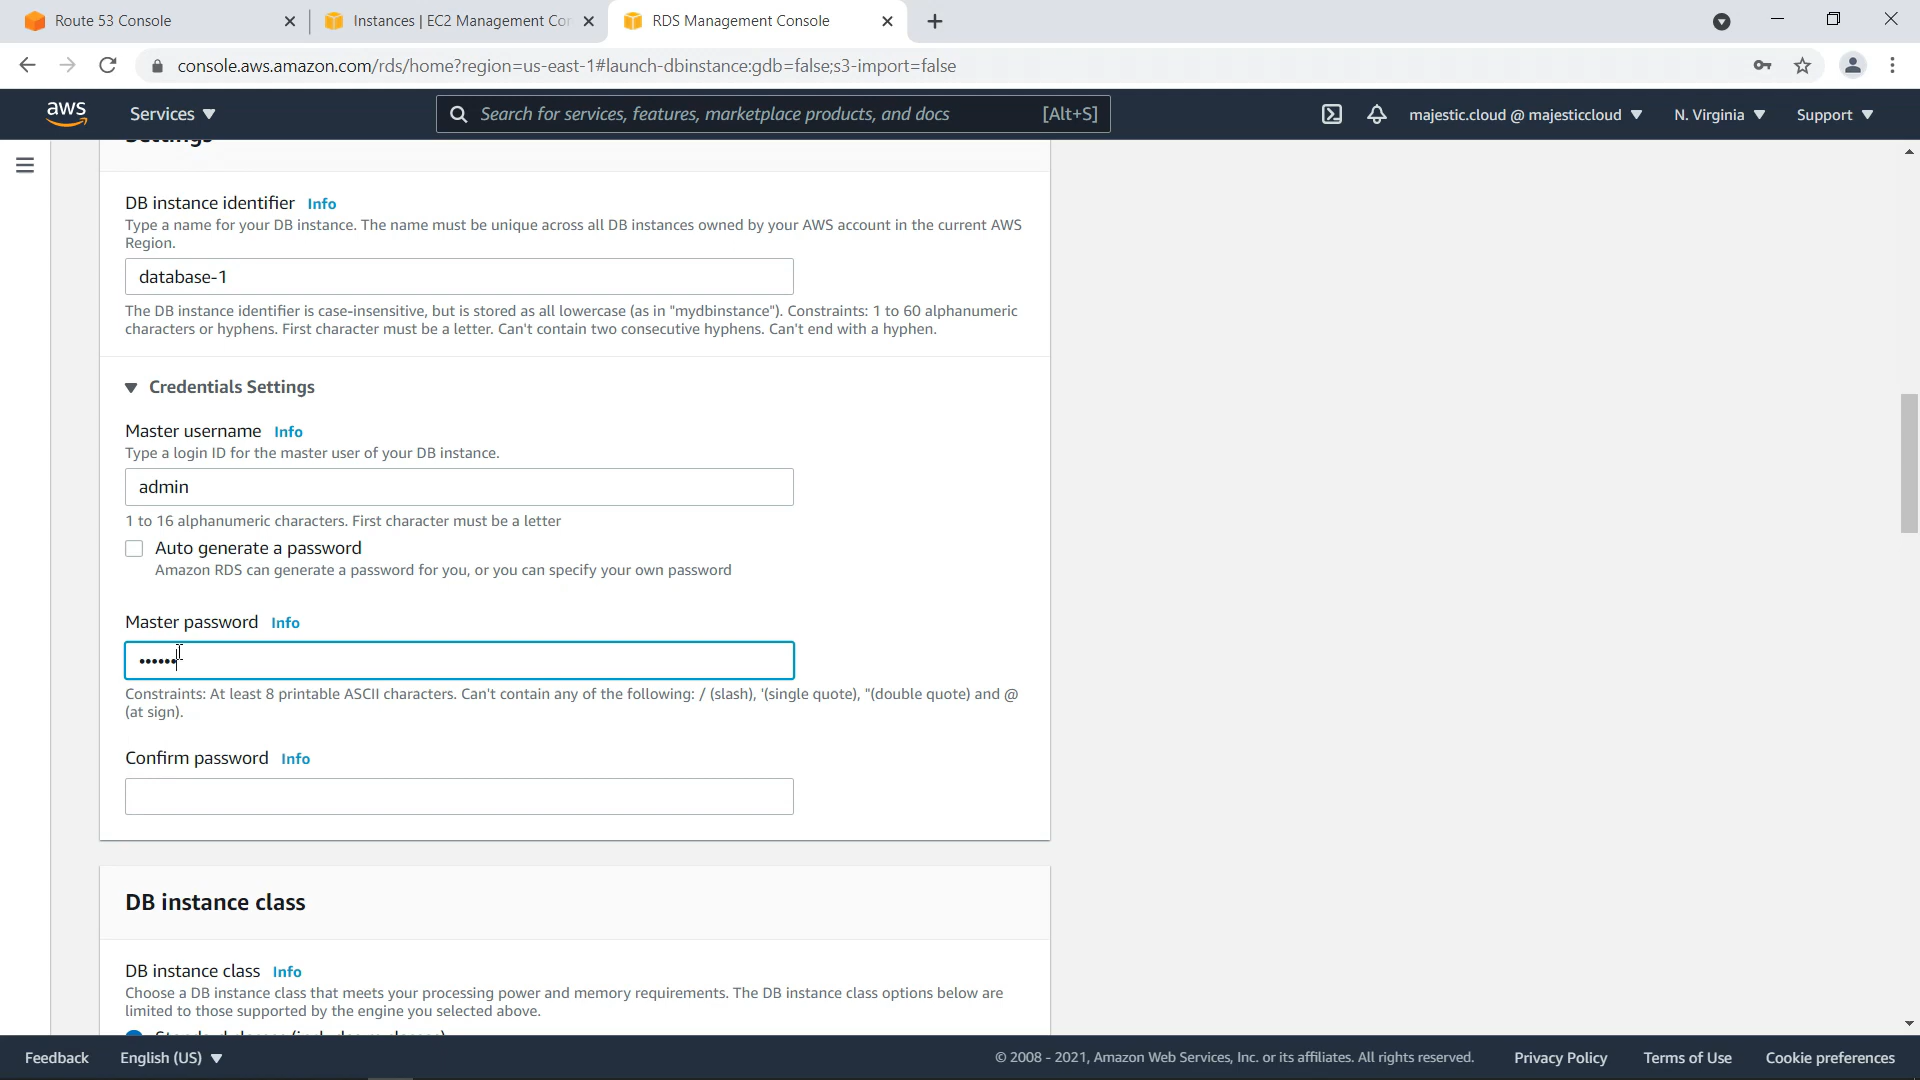 Route 53 Console
Instances | EC2 Management Con
RDS Management Console
console.aws.amazon.com/rds/home?region=us-east-1#launch-dbinstance:gdb=false;s3-import=false
aws
Services
Search for services, features, marketplace products, and docs
[Alt+S]
majestic.cloud @ majesticcloud
N. Virginia
Support
Settings
DB instance identifier Info
Type a name for your DB instance. The name must be unique across all DB instances owned by your AWS account in the current AWS
Region.
database-1
The DB instance identifier is case-insensitive, but is stored as all lowercase (as in "mydbinstance"). Constraints: 1 to 60 alphanumeric
characters or hyphens. First character must be a letter. Can't contain two consecutive hyphens. Can't end with a hyphen.
Credentials Settings
Master username Info
Type a login ID for the master user of your DB instance.
admin
1 to 16 alphanumeric characters. First character must be a letter
Auto generate a password
Amazon RDS can generate a password for you, or you can specify your own password
Master password Info
••••••
Constraints: At least 8 printable ASCII characters. Can't contain any of the following: / (slash), '(single quote), "(double quote) and @
(at sign).
Confirm password Info
DB instance class
DB instance class Info
Choose a DB instance class that meets your processing power and memory requirements. The DB instance class options below are
limited to those supported by the engine you selected above.
Feedback
English (US)
© 2008 - 2021, Amazon Web Services, Inc. or its affiliates. All rights reserved.
Privacy Policy
Terms of Use
Cookie preferences